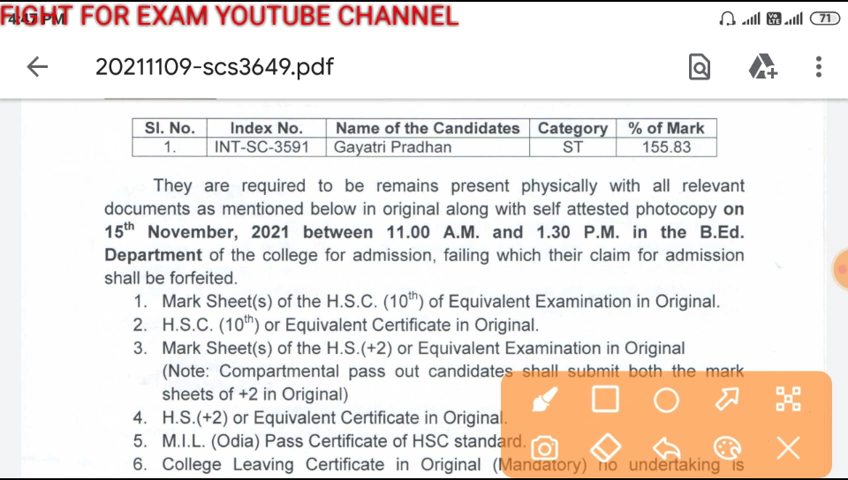 FIGHT FOR EXAM YOUTUBE CHANNEL
4:47 PM
71
20211109-scs3649.pdf
Sl. No. Index No. Name of the Candidates Category % of Mark
1. INT-SC-3591 Gayatri Pradhan ST 155.83
They are required to be remains present physically with all relevant
documents as mentioned below in original along with self attested photocopy on
15th November, 2021 between 11.00 A.M. and 1.30 P.M. in the B.Ed.
Department of the college for admission, failing which their claim for admission
shall be forfeited.
1. Mark Sheet(s) of the H.S.C. (10th) of Equivalent Examination in Original.
2. H.S.C. (10th) or Equivalent Certificate in Original.
3. Mark Sheet(s) of the H.S.(+2) or Equivalent Examination in Original
(Note: Compartmental pass out candidates shall submit both the mark
sheets of +2 in Original)
4. H.S.(+2) or Equivalent Certificate in Original.
5. M.I.L. (Odia) Pass Certificate of HSC standard.
6. College Leaving Certificate in Original (Mandatory) no undertaking is